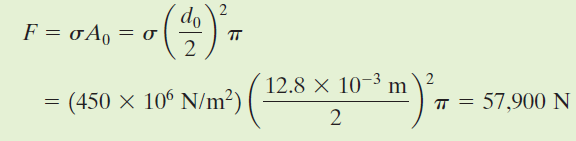 F = σA₀ = σ(d₀/2)²π
= (450 × 10⁶ N/m²)(12.8 × 10⁻³ m/2)²π = 57,900 N